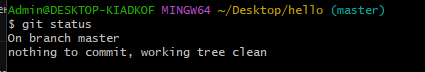 Admin@DESKTOP-KIADKOF MINGW64 ~/Desktop/hello (master)
$ git status
On branch master
nothing to commit, working tree clean